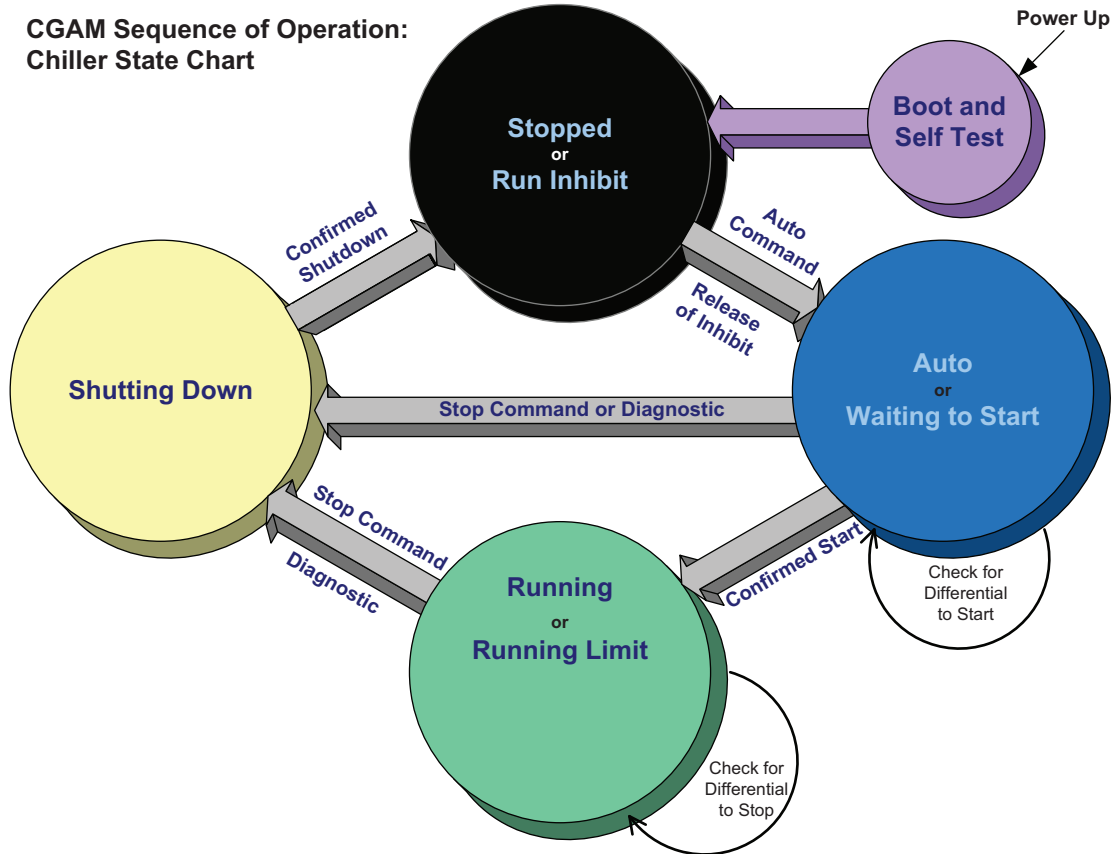 CGAM Sequence of Operation:
Chiller State Chart
Power Up
Boot and
Self Test
Stopped
or
Run Inhibit
Confirmed
Shutdown
Auto
Command
Release
of Inhibit
Shutting Down
Auto
or
Waiting to Start
Stop Command or Diagnostic
Stop Command
Diagnostic
Confirmed Start
Running
or
Running Limit
Check for
Differential
to Start
Check for
Differential
to Stop